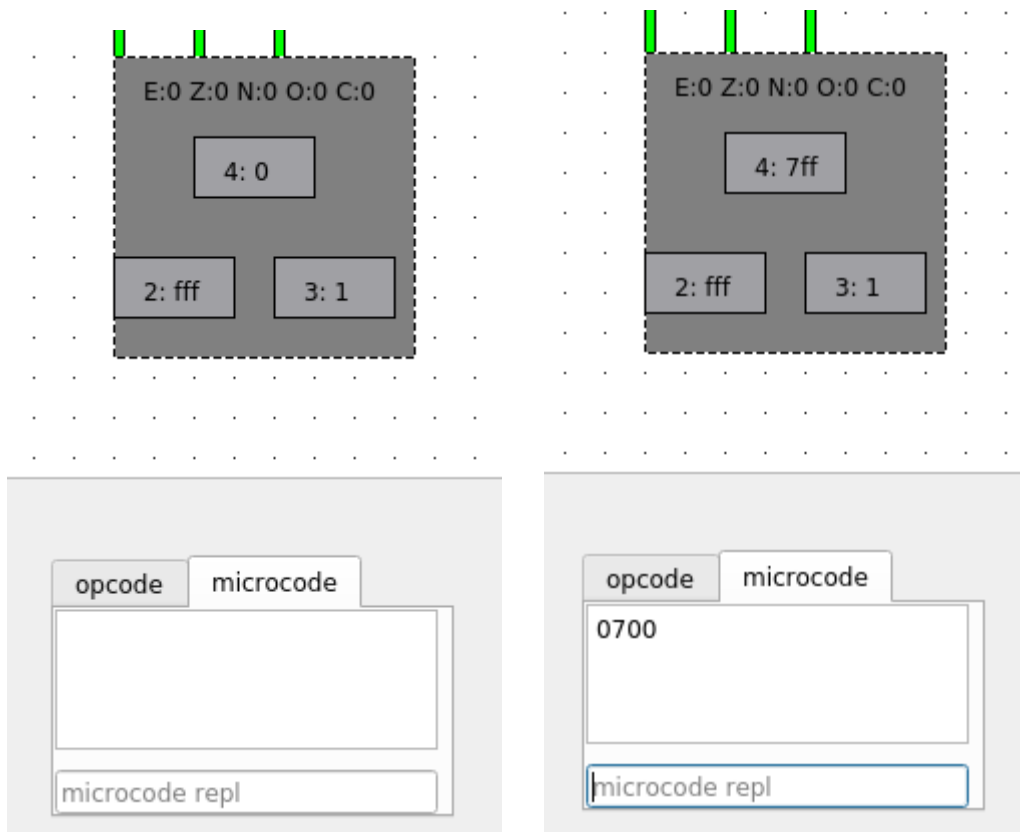 E:0 Z:0 N:0 O:0 C:0
4: 0
2: fff
3: 1
opcode
microcode
microcode repl
E:0 Z:0 N:0 O:0 C:0
4: 7ff
2: fff
3: 1
opcode
microcode
0700
microcode repl